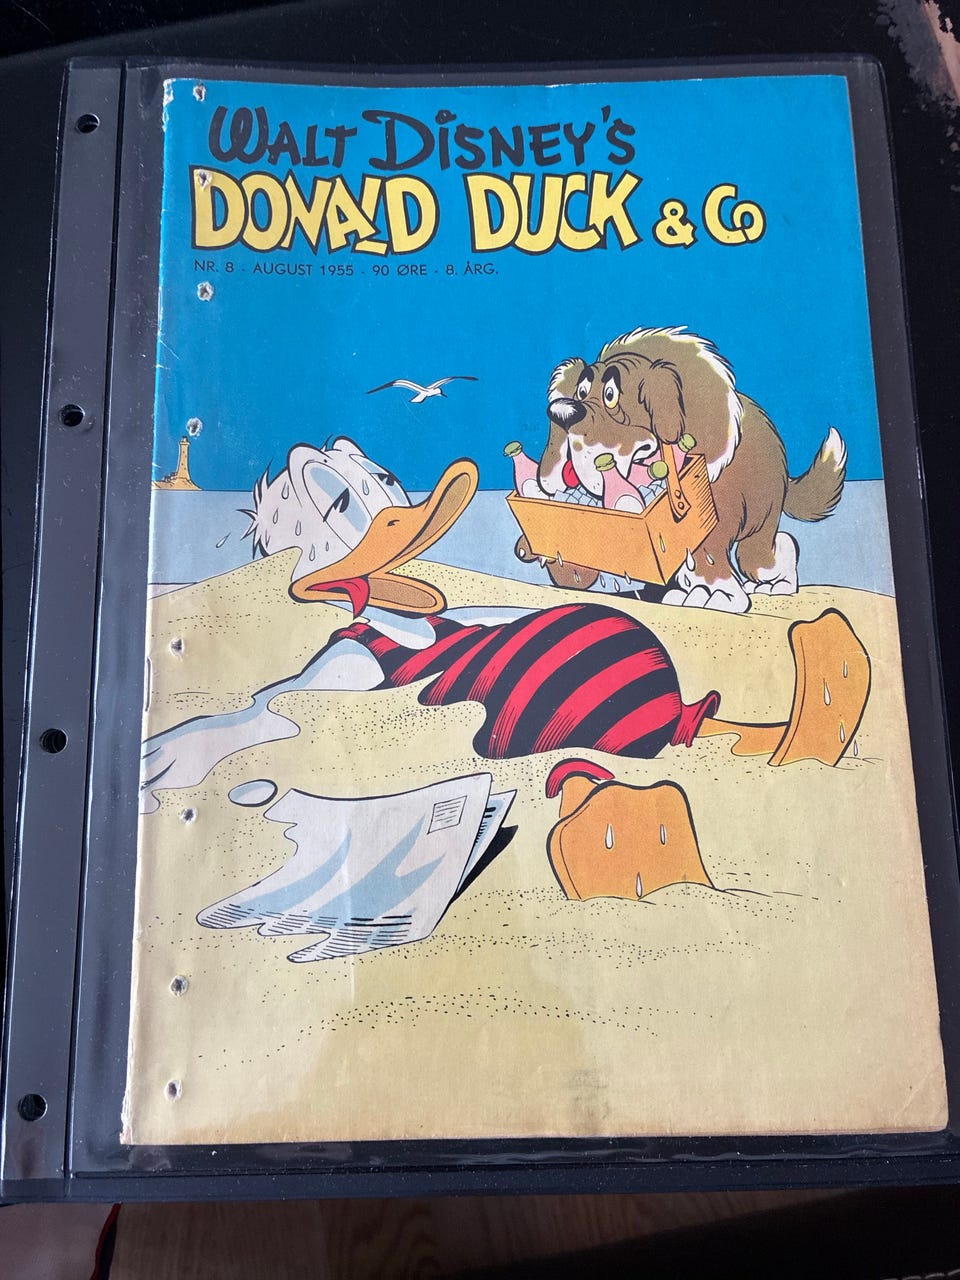 WALT DISNEY'S
DONALD DUCK & CO
NR. 8 - AUGUST 1955 - 90 ØRE - 8. ÅRG.